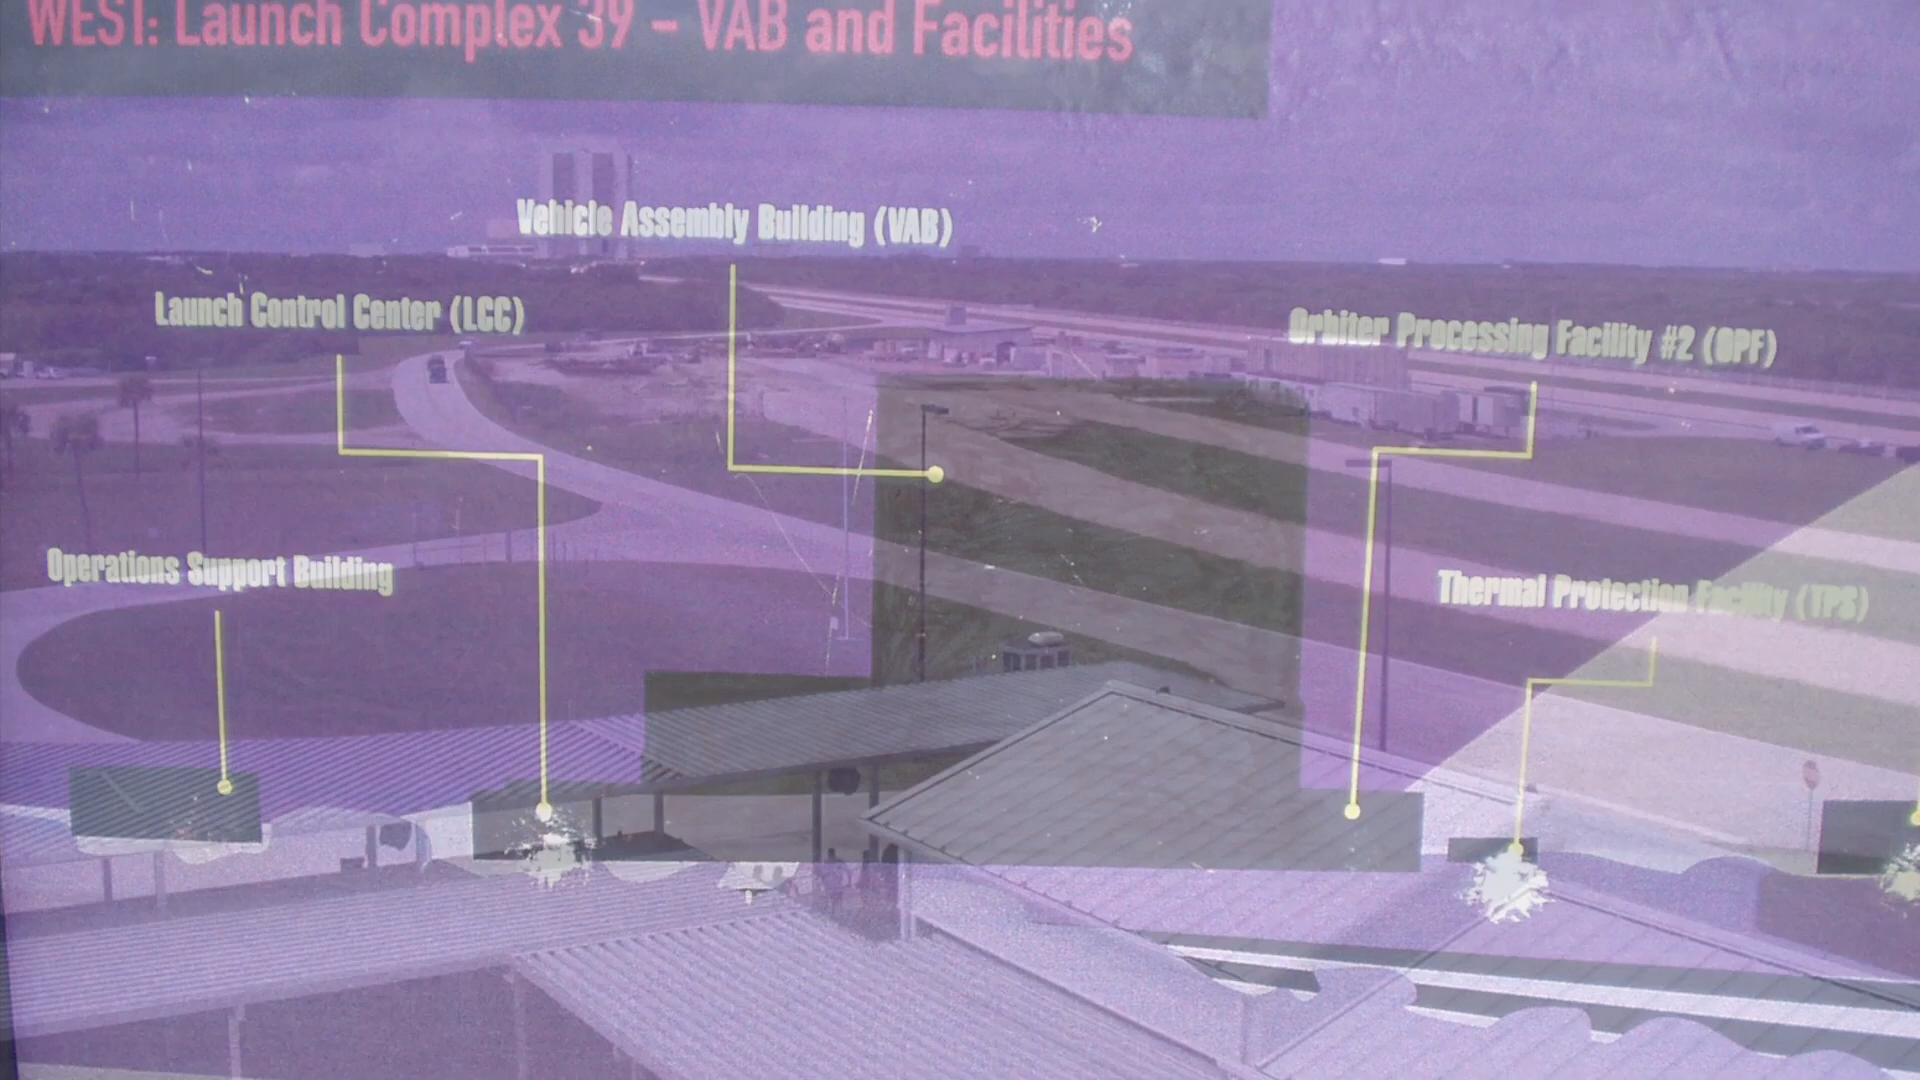 WEST: Launch Complex 39 - VAB and Facilities
Vehicle Assembly Building (VAB)
Launch Control Center (LCC)
Orbiter Processing Facility #2 (OPF)
Operations Support Building
Thermal Protection Facility (TPS)